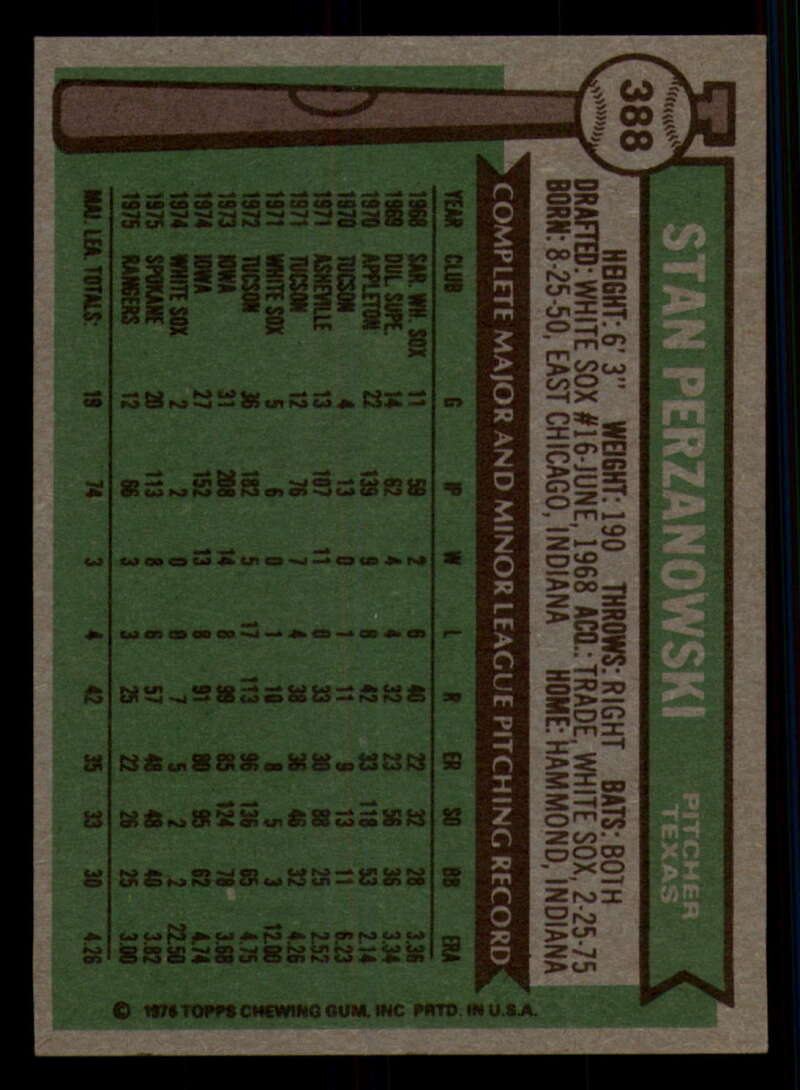 388
STAN PERZANOWSKI
PITCHER
TEXAS
HEIGHT: 6' 3" WEIGHT: 190 THROWS: RIGHT BATS: BOTH
DRAFTED: WHITE SOX #16-JUNE, 1968 ACQ.: TRADE, WHITE SOX, 2-25-75
BORN: 8-25-50, EAST CHICAGO, INDIANA HOME: HAMMOND, INDIANA
COMPLETE MAJOR AND MINOR LEAGUE PITCHING RECORD
YEAR CLUB G IP W L R ER SO BB ERA
1968 SAR. WH. SOX 11 59 2 6 40 22 32 28 3.36
1969 DUL. SUPE. 14 62 4 4 32 23 56 36 3.34
1970 APPLETON 22 139 9 8 42 33 118 53 2.14
1970 TUCSON 4 13 0 1 11 9 13 11 6.23
1971 ASHEVILLE 13 107 11 0 33 30 88 25 2.52
1971 TUCSON 12 76 7 4 38 36 46 32 4.26
1971 WHITE SOX 5 6 0 1 10 8 5 3 12.00
1972 TUCSON 36 182 5 17 113 96 136 65 4.75
1973 IOWA 31 208 14 8 98 85 124 78 3.68
1974 IOWA 27 152 13 8 91 80 95 62 4.74
1974 WHITE SOX 2 2 0 0 7 5 2 2 22.50
1975 SPOKANE 20 113 8 6 57 48 48 40 3.82
1975 RANGERS 12 66 3 3 25 22 26 25 3.00
MAJ. LEA. TOTALS: 19 74 3 4 42 35 33 30 4.26
© 1976 TOPPS CHEWING GUM, INC PRTD. IN U.S.A.